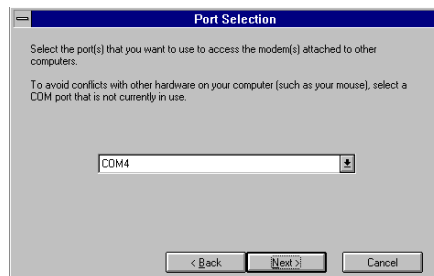 Port Selection
Select the port(s) that you want to use to access the modem(s) attached to other
computers.
To avoid conflicts with other hardware on your computer (such as your mouse), select a
COM port that is not currently in use.
COM4
< Back Next > Cancel